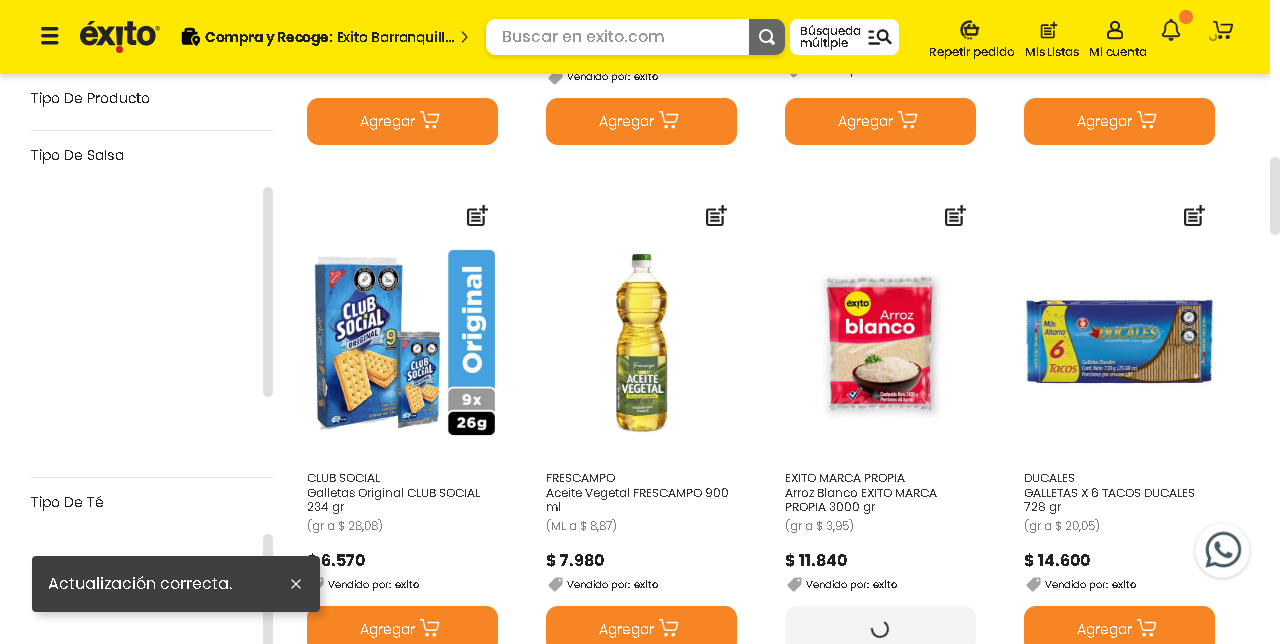 éxito
Compra y Recoge: Exito Barranquill...
Buscar en exito.com
Búsqueda
múltiple
Repetir pedido
Mis Listas
Mi cuenta
Tipo De Producto
Vendido por: exito
Agregar
Agregar
Agregar
Agregar
Tipo De Salsa
CLUB
SOCIAL
ORIGINAL
9
CLUB
SOCIAL
Original
9x
26g
Frescampo
ACEITE
VEGETAL
éxito
Arroz
blanco
Más
Ahorro
6
Tacos
DUCALES
CLUB SOCIAL
Galletas Original CLUB SOCIAL
234 gr
(gr a $ 28,08)
$ 6.570
Vendido por: exito
Agregar
FRESCAMPO
Aceite Vegetal FRESCAMPO 900
ml
(ML a $ 8,87)
$ 7.980
Vendido por: exito
Agregar
EXITO MARCA PROPIA
Arroz Blanco EXITO MARCA
PROPIA 3000 gr
(gr a $ 3,95)
$ 11.840
Vendido por: exito
DUCALES
GALLETAS X 6 TACOS DUCALES
728 gr
(gr a $ 20,05)
$ 14.600
Vendido por: exito
Agregar
Tipo De Té
Actualización correcta.